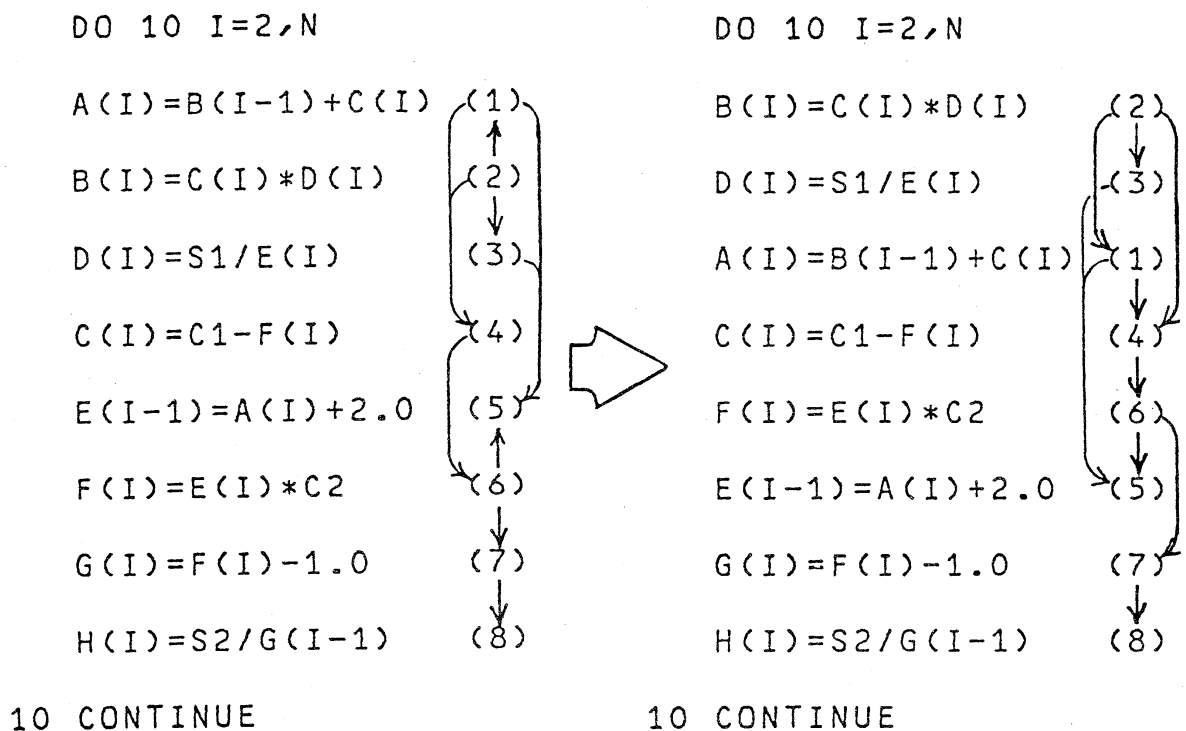 DO 10 I=2,N
A(I)=B(I-1)+C(I) (1)
B(I)=C(I)*D(I) (2)
D(I)=S1/E(I) (3)
C(I)=C1-F(I) (4)
E(I-1)=A(I)+2.0 (5)
F(I)=E(I)*C2 (6)
G(I)=F(I)-1.0 (7)
H(I)=S2/G(I-1) (8)
10 CONTINUE
DO 10 I=2,N
B(I)=C(I)*D(I) (2)
D(I)=S1/E(I) (3)
A(I)=B(I-1)+C(I) (1)
C(I)=C1-F(I) (4)
F(I)=E(I)*C2 (6)
E(I-1)=A(I)+2.0 (5)
G(I)=F(I)-1.0 (7)
H(I)=S2/G(I-1) (8)
10 CONTINUE